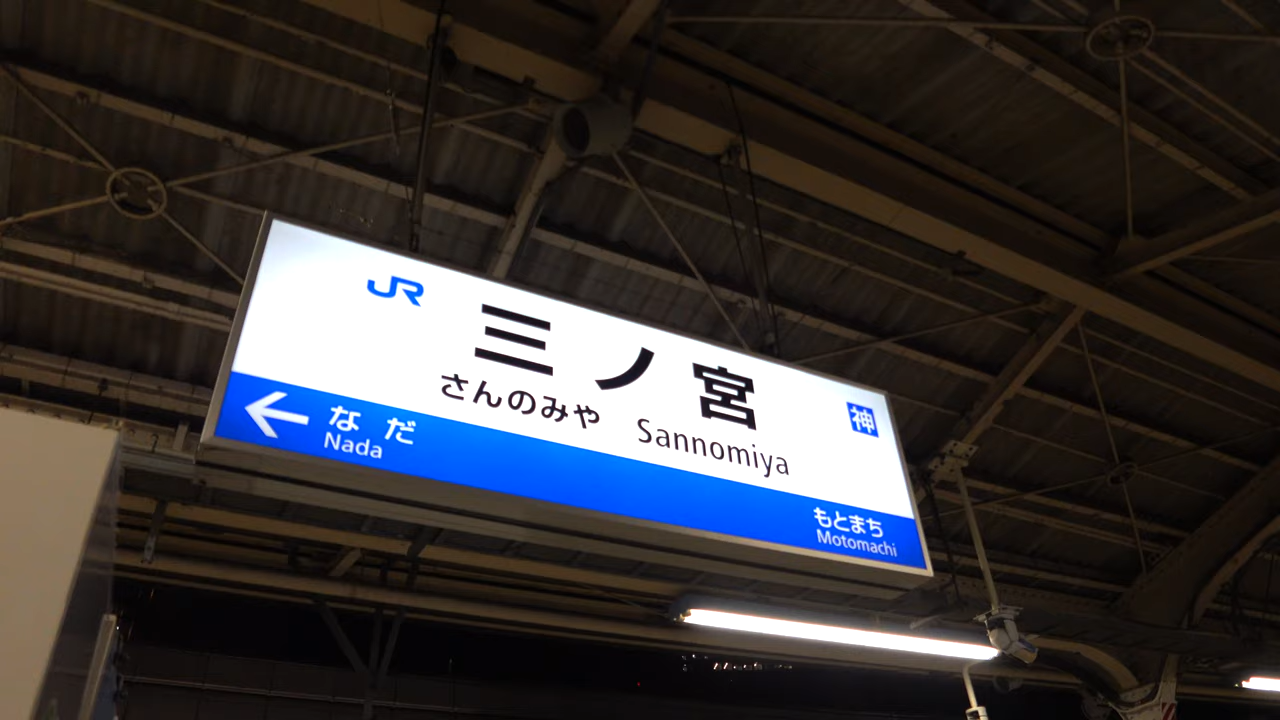 JR
三ノ宮
さんのみや Sannomiya
神
← なだ
Nada
もとまち
Motomachi